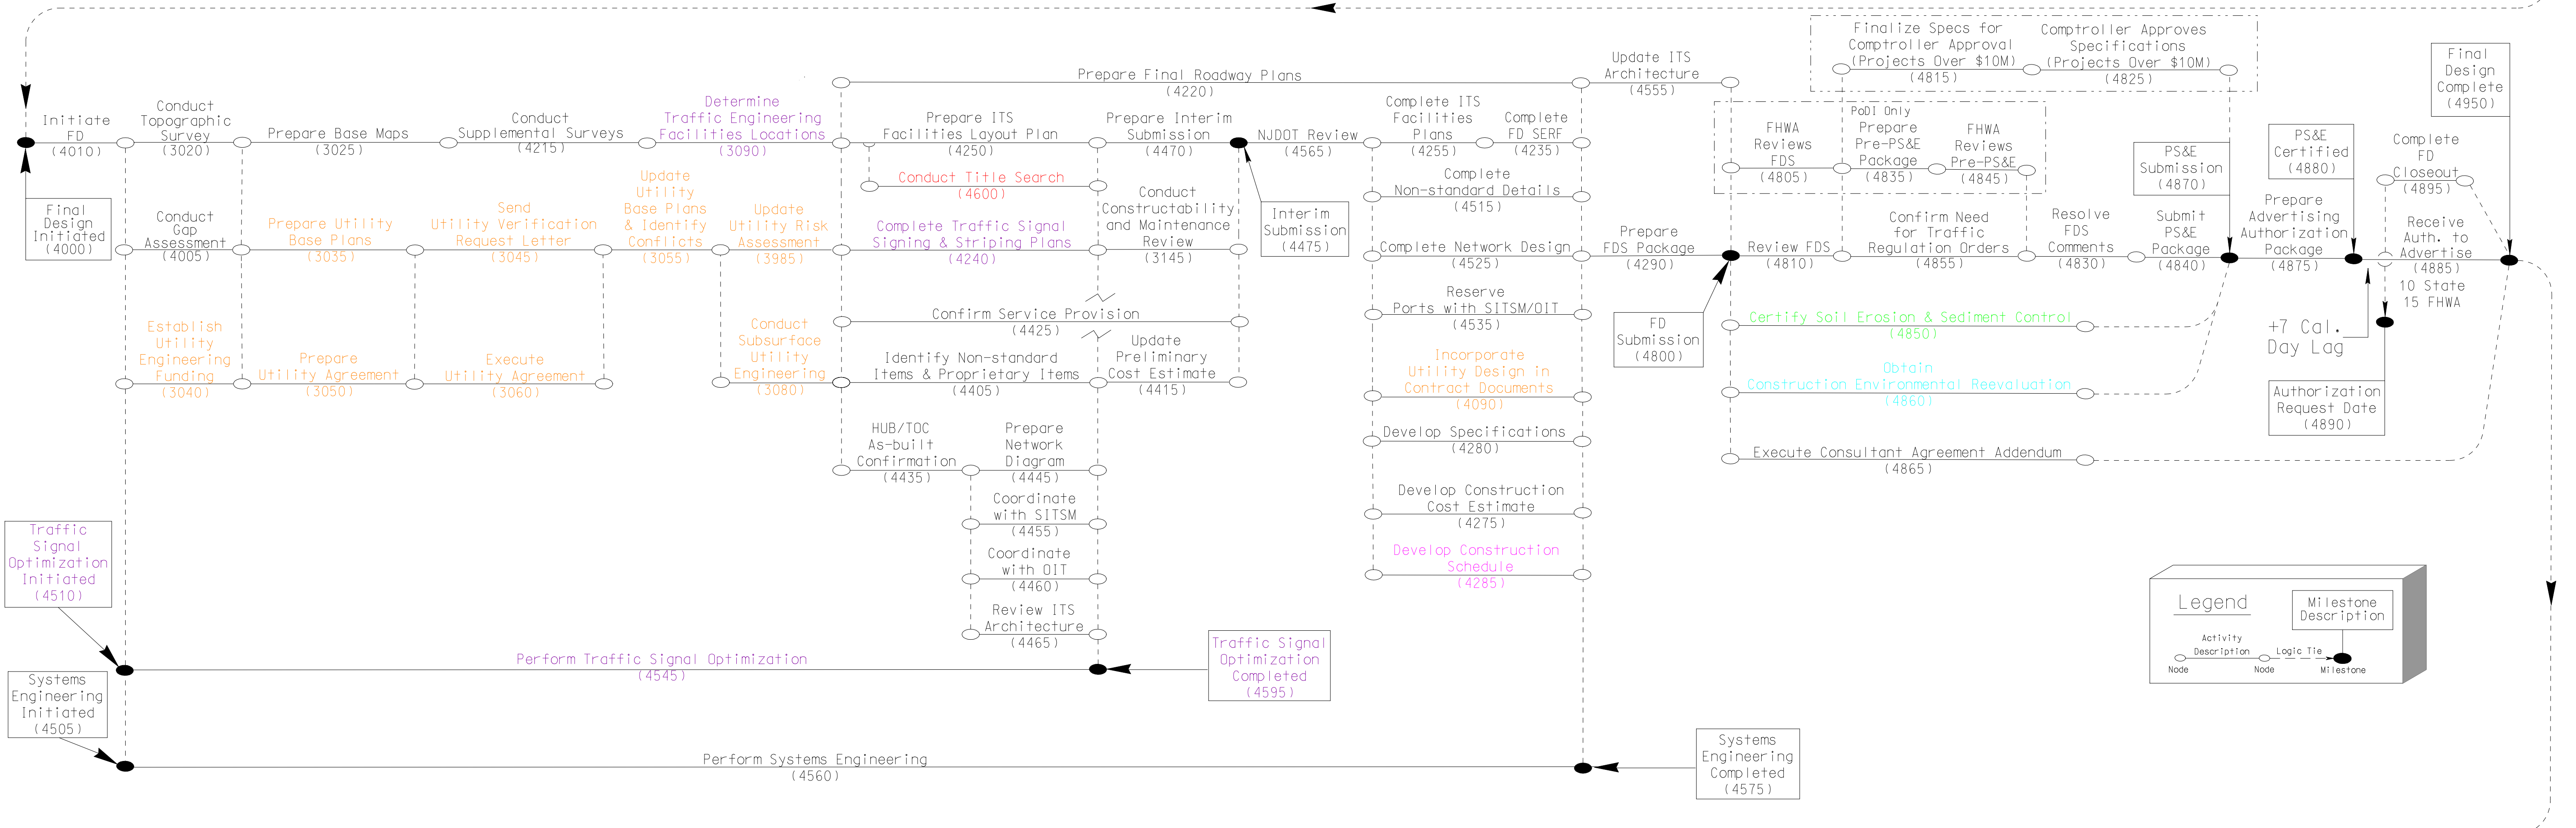 Initiate
FD
(4010)
Final
Design
Initiated
(4000)
Conduct
Topographic
Survey
(3020)
Prepare Base Maps
(3025)
Conduct
Supplemental Surveys
(4215)
Determine
Traffic Engineering
Facilities Locations
(3090)
Conduct
Gap
Assessment
(4005)
Prepare Utility
Base Plans
(3035)
Send
Utility Verification
Request Letter
(3045)
Update
Utility
Base Plans
& Identify
Conflicts
(3055)
Update
Utility Risk
Assessment
(3985)
Establish
Utility
Engineering
Funding
(3040)
Prepare
Utility Agreement
(3050)
Execute
Utility Agreement
(3060)
Conduct
Subsurface
Utility
Engineering
(3080)
Prepare Final Roadway Plans
(4220)
Prepare ITS
Facilities Layout Plan
(4250)
Prepare Interim
Submission
(4470)
Conduct Title Search
(4600)
Complete Traffic Signal
Signing & Striping Plans
(4240)
Conduct
Constructability
and Maintenance
Review
(3145)
Confirm Service Provision
(4425)
Identify Non-standard
Items & Proprietary Items
(4405)
Update
Preliminary
Cost Estimate
(4415)
HUB/TOC
As-built
Confirmation
(4435)
Prepare
Network
Diagram
(4445)
Coordinate
with SITSM
(4455)
Coordinate
with OIT
(4460)
Review ITS
Architecture
(4465)
Traffic
Signal
Optimization
Initiated
(4510)
Perform Traffic Signal Optimization
(4545)
Traffic Signal
Optimization
Completed
(4595)
Systems
Engineering
Initiated
(4505)
Perform Systems Engineering
(4560)
Systems
Engineering
Completed
(4575)
Interim
Submission
(4475)
NJDOT Review
(4565)
Complete ITS
Facilities
Plans
(4255)
Complete
FD SERF
(4235)
Complete
Non-standard Details
(4515)
Complete Network Design
(4525)
Reserve
Ports with SITSM/OIT
(4535)
Incorporate
Utility Design in
Contract Documents
(4090)
Develop Specifications
(4280)
Develop Construction
Cost Estimate
(4275)
Develop Construction
Schedule
(4285)
Update ITS
Architecture
(4555)
Prepare
FDS Package
(4290)
FD
Submission
(4800)
Finalize Specs for
Comptroller Approval
(Projects Over $10M)
(4815)
Comptroller Approves
Specifications
(Projects Over $10M)
(4825)
PoDI Only
FHWA
Reviews
FDS
(4805)
Prepare
Pre-PS&E
Package
(4835)
FHWA
Reviews
Pre-PS&E
(4845)
Review FDS
(4810)
Confirm Need
for Traffic
Regulation Orders
(4855)
Resolve
FDS
Comments
(4830)
Submit
PS&E
Package
(4840)
PS&E
Submission
(4870)
Certify Soil Erosion & Sediment Control
(4850)
Obtain
Construction Environmental Reevaluation
(4860)
Execute Consultant Agreement Addendum
(4865)
Prepare
Advertising
Authorization
Package
(4875)
PS&E
Certified
(4880)
Complete
FD
Closeout
(4895)
Final
Design
Complete
(4950)
Receive
Auth. to
Advertise
(4885)
10 State
15 FHWA
+7 Cal.
Day Lag
Authorization
Request Date
(4890)
Legend
Milestone
Description
Activity
Description
Logic Tie
Node
Node
Milestone